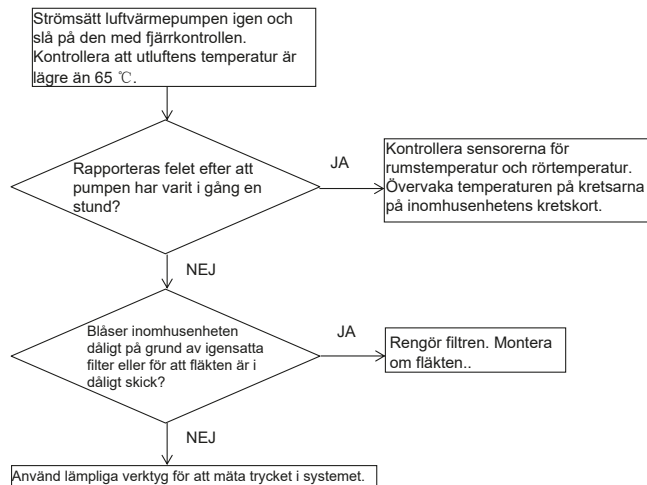 Strömsätt luftvärmepumpen igen och
slå på den med fjärrkontrollen.
Kontrollera att utluftens temperatur är
lägre än 65 ℃.
Rapporteras felet efter att
pumpen har varit i gång en
stund?
JA
Kontrollera sensorerna för
rumstemperatur och rörtemperatur.
Övervaka temperaturen på kretsarna
på inomhusenhetens kretskort.
NEJ
Blåser inomhusenheten
dåligt på grund av igensatta
filter eller för att fläkten är i
dåligt skick?
JA
Rengör filtren. Montera
om fläkten..
NEJ
Använd lämpliga verktyg för att mäta trycket i systemet.